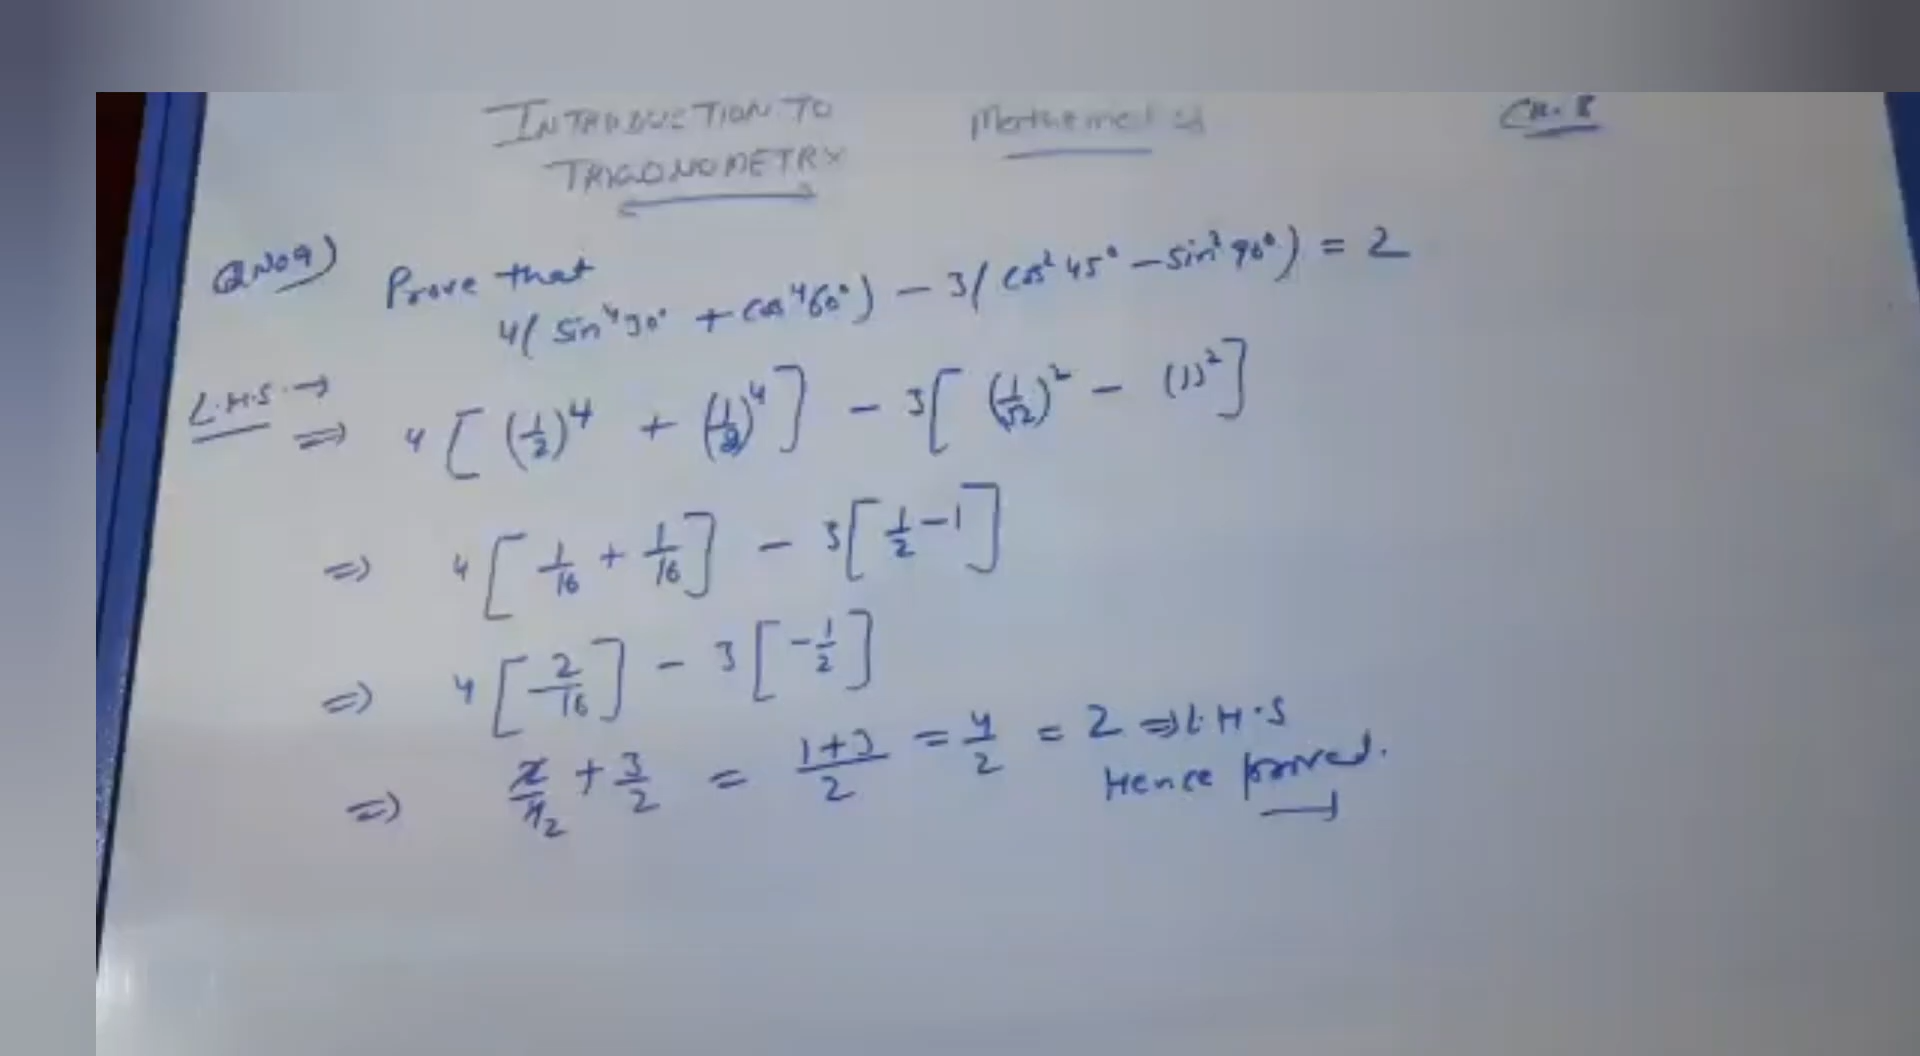 INTRODUCTION TO TRIGONOMETRY
Mathematics
CH. 8
Q No 9) Prove that
4( sin⁴30° + cos⁴60°) − 3( cos²45° − sin²90°) = 2
L.H.S. →
⇒ 4 [ (1/2)⁴ + (1/2)⁴ ] − 3 [ (1/√2)² − (1)² ]
⇒ 4 [ 1/16 + 1/16 ] − 3 [ 1/2 − 1 ]
⇒ 4 [ 2/16 ] − 3 [ −1/2 ]
⇒ 2/4 2 + 3/2 = 1+3/2 = 4/2 = 2 ⇒ L.H.S
Hence proved.